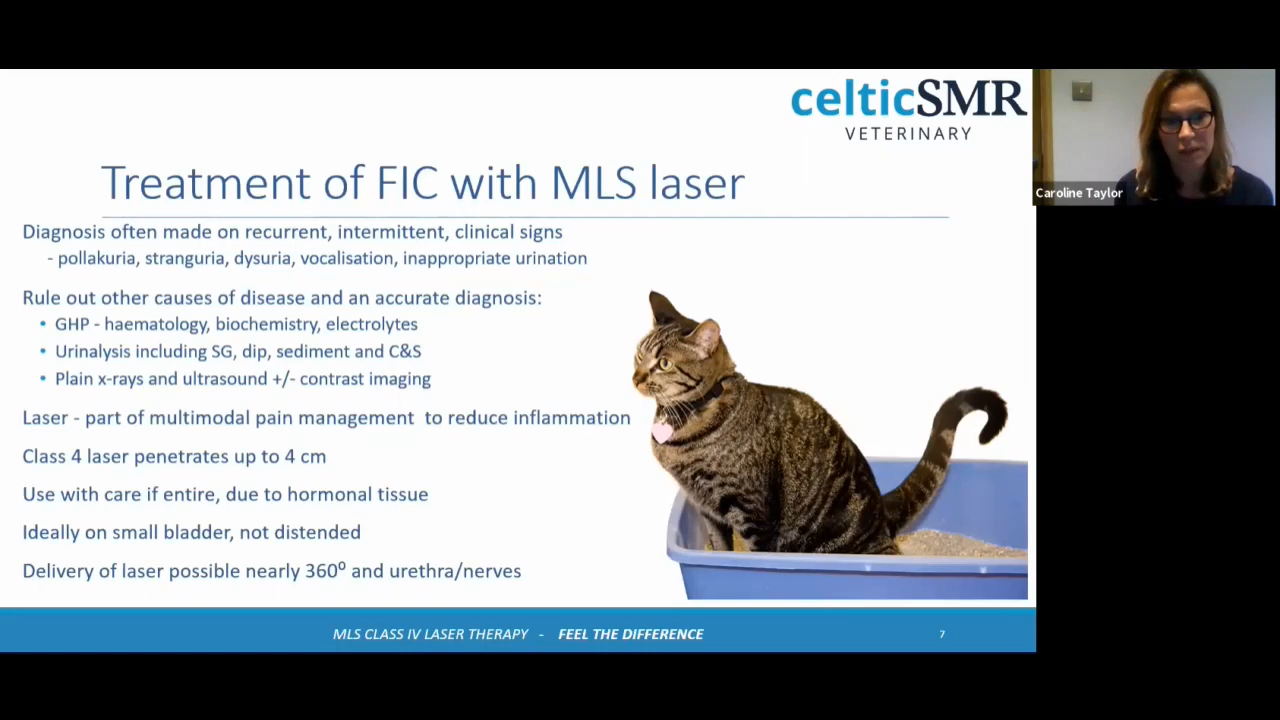 celticSMR
VETERINARY
Caroline Taylor
Treatment of FIC with MLS laser
Diagnosis often made on recurrent, intermittent, clinical signs
- pollakuria, stranguria, dysuria, vocalisation, inappropriate urination
Rule out other causes of disease and an accurate diagnosis:
• GHP - haematology, biochemistry, electrolytes
• Urinalysis including SG, dip, sediment and C&S
• Plain x-rays and ultrasound +/- contrast imaging
Laser - part of multimodal pain management to reduce inflammation
Class 4 laser penetrates up to 4 cm
Use with care if entire, due to hormonal tissue
Ideally on small bladder, not distended
Delivery of laser possible nearly 360⁰ and urethra/nerves
MLS CLASS IV LASER THERAPY - FEEL THE DIFFERENCE
7